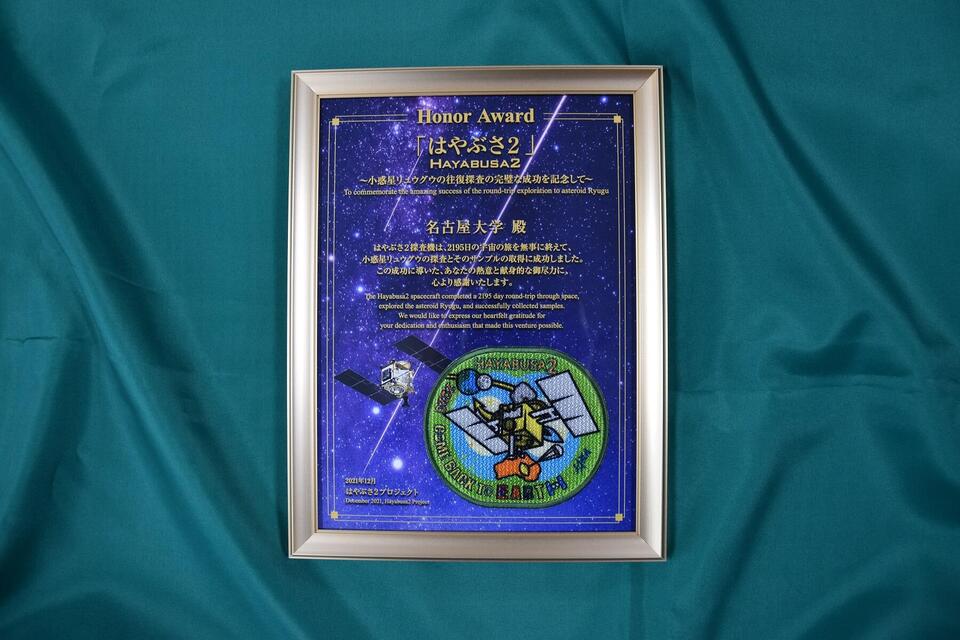 Honor Award
「はやぶさ2」
HAYABUSA2
～小惑星リュウグウの往復探査の完璧な成功を記念して～
To commemorate the amazing success of the round-trip exploration to asteroid Ryugu
名古屋大学 殿
はやぶさ2探査機は、2195日の宇宙の旅を無事に終えて、
小惑星リュウグウの探査とそのサンプルの取得に成功しました。
この成功に導いた、あなたの熱意と献身的な御尽力に、
心より感謝いたします。
The Hayabusa2 spacecraft completed a 2195 day round-trip through space,
explored the asteroid Ryugu, and successfully collected samples.
We would like to express our heartfelt gratitude for
your dedication and enthusiasm that made this venture possible.
HAYABUSA2
COME BACK TO EARTH
2021年12月
はやぶさ2プロジェクト
December 2021, Hayabusa2 Project